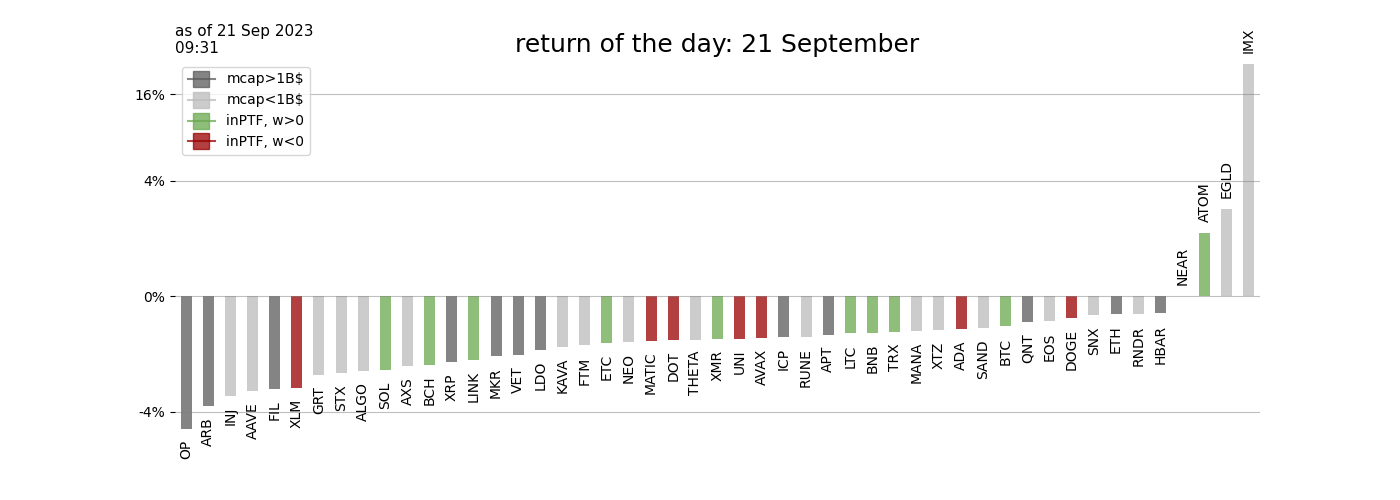 as of 21 Sep 2023
09:31
return of the day: 21 September
mcap>1B$
mcap<1B$
inPTF, w>0
inPTF, w<0
16%
4%
0%
-4%
OP
ARB
INJ
AAVE
FIL
XLM
GRT
STX
ALGO
SOL
AXS
BCH
XRP
LINK
MKR
VET
LDO
KAVA
FTM
ETC
NEO
MATIC
DOT
THETA
XMR
UNI
AVAX
ICP
RUNE
APT
LTC
BNB
TRX
MANA
XTZ
ADA
SAND
BTC
QNT
EOS
DOGE
SNX
ETH
RNDR
HBAR
NEAR
ATOM
EGLD
IMX